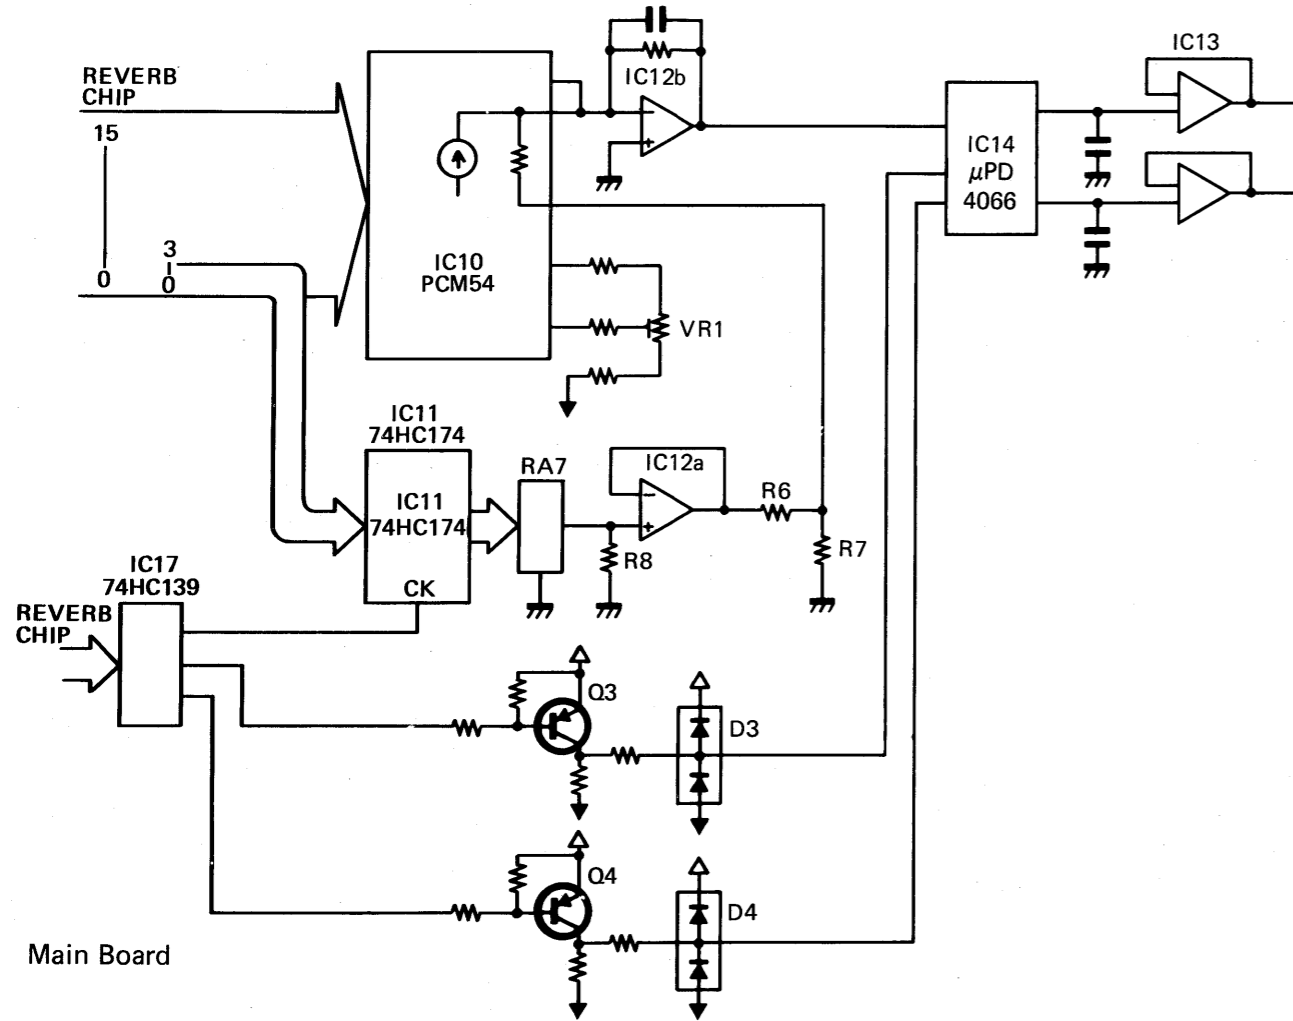 REVERB
CHIP
15
0
3
0
IC10
PCM54
IC12b
VR1
IC14
μPD
4066
IC13
IC11
74HC174
IC11
74HC174
CK
RA7
IC12a
R8
R6
R7
IC17
74HC139
REVERB
CHIP
Q3
D3
Q4
D4
Main Board